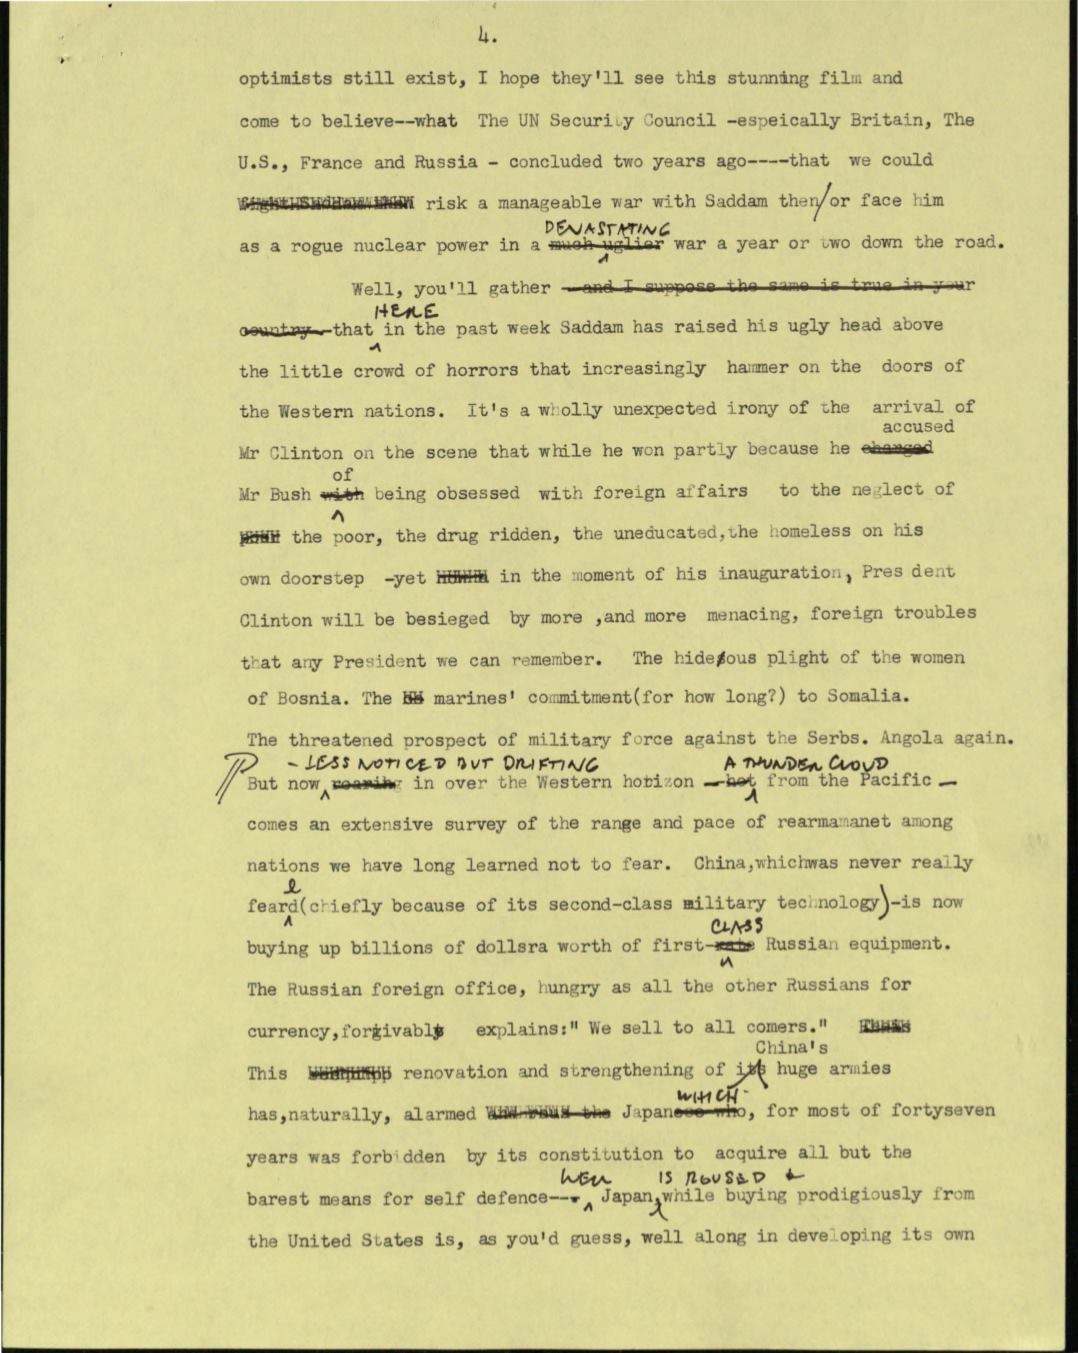 4.
optimists still exist, I hope they'll see this stunning film and
come to believe--what The UN Security Council -espeically Britain, The
U.S., France and Russia - concluded two years ago----that we could
risk a manageable war with Saddam then/or face him
DEVASTATING
as a rogue nuclear power in a much uglier war a year or two down the road.
Well, you'll gather --and I suppose the same is true in your
HERE
country--that in the past week Saddam has raised his ugly head above
the little crowd of horrors that increasingly hammer on the doors of
the Western nations. It's a wholly unexpected irony of the arrival of
accused
Mr Clinton on the scene that while he won partly because he charged
of
Mr Bush with being obsessed with foreign affairs to the neglect of
the poor, the drug ridden, the uneducated,the homeless on his
own doorstep -yet in the moment of his inauguration, Pres dent
Clinton will be besieged by more ,and more menacing, foreign troubles
that any President we can remember. The hideous plight of the women
of Bosnia. The marines' commitment(for how long?) to Somalia.
The threatened prospect of military force against the Serbs. Angola again.
- LESS NOTICED BUT DRIFTING A THUNDER CLOUD
But now roaring in over the Western horizon --hot from the Pacific -
comes an extensive survey of the range and pace of rearmamanet among
nations we have long learned not to fear. China,whichwas never really
e
feard(chiefly because of its second-class military technology)-is now
CLASS
buying up billions of dollsra worth of first-rate Russian equipment.
The Russian foreign office, hungry as all the other Russians for
currency,forgivably explains:" We sell to all comers."
China's
This renovation and strengthening of its huge armies
WHICH-
has,naturally, alarmed the Japanese who, for most of fortyseven
years was forbidden by its constitution to acquire all but the
WELL IS ROUSED &
barest means for self defence--- Japan,while buying prodigiously from
the United States is, as you'd guess, well along in developing its own